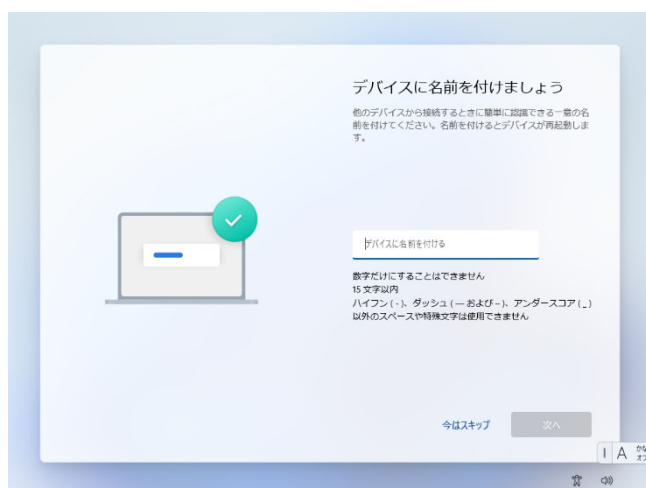 デバイスに名前を付けましょう
他のデバイスから接続するときに簡単に認識できる一意の名
前を付けてください。名前を付けるとデバイスが再起動しま
す。
デバイスに名前を付ける
数字だけにすることはできません
15 文字以内
ハイフン ( - )、ダッシュ ( — および – )、アンダースコア ( _ )
以外のスペースや特殊文字は使用できません
今はスキップ
次へ
A